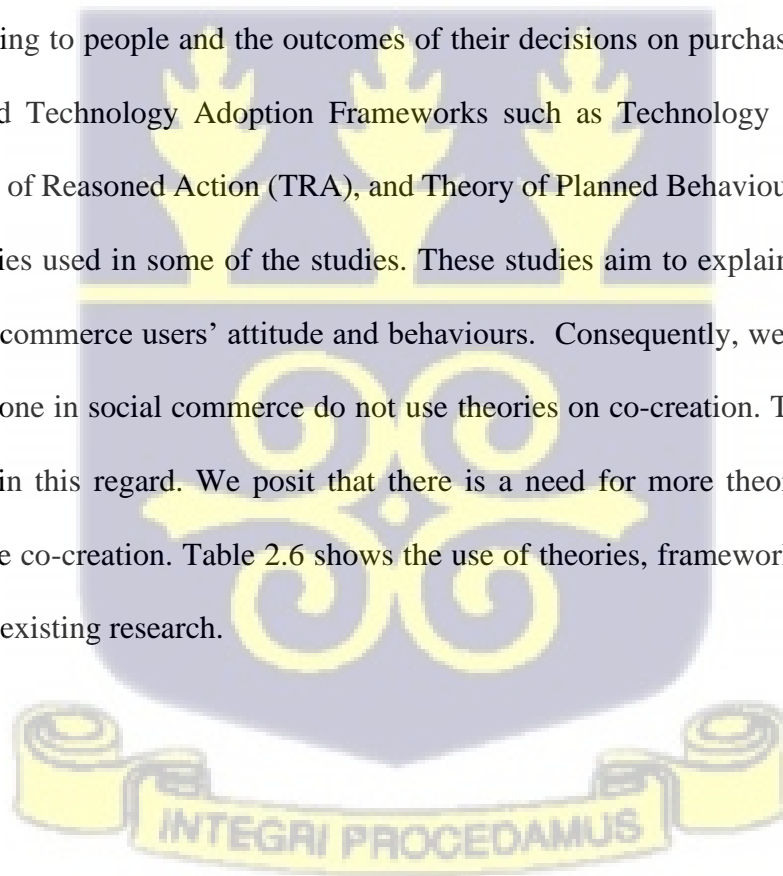 ing to people and the outcomes of their decisions on purchas
d Technology Adoption Frameworks such as Technology
of Reasoned Action (TRA), and Theory of Planned Behaviou
ies used in some of the studies. These studies aim to explain
commerce users’ attitude and behaviours. Consequently, we
one in social commerce do not use theories on co-creation. T
in this regard. We posit that there is a need for more theor
e co-creation. Table 2.6 shows the use of theories, framework
existing research.
INTEGRI PROCEDAMUS